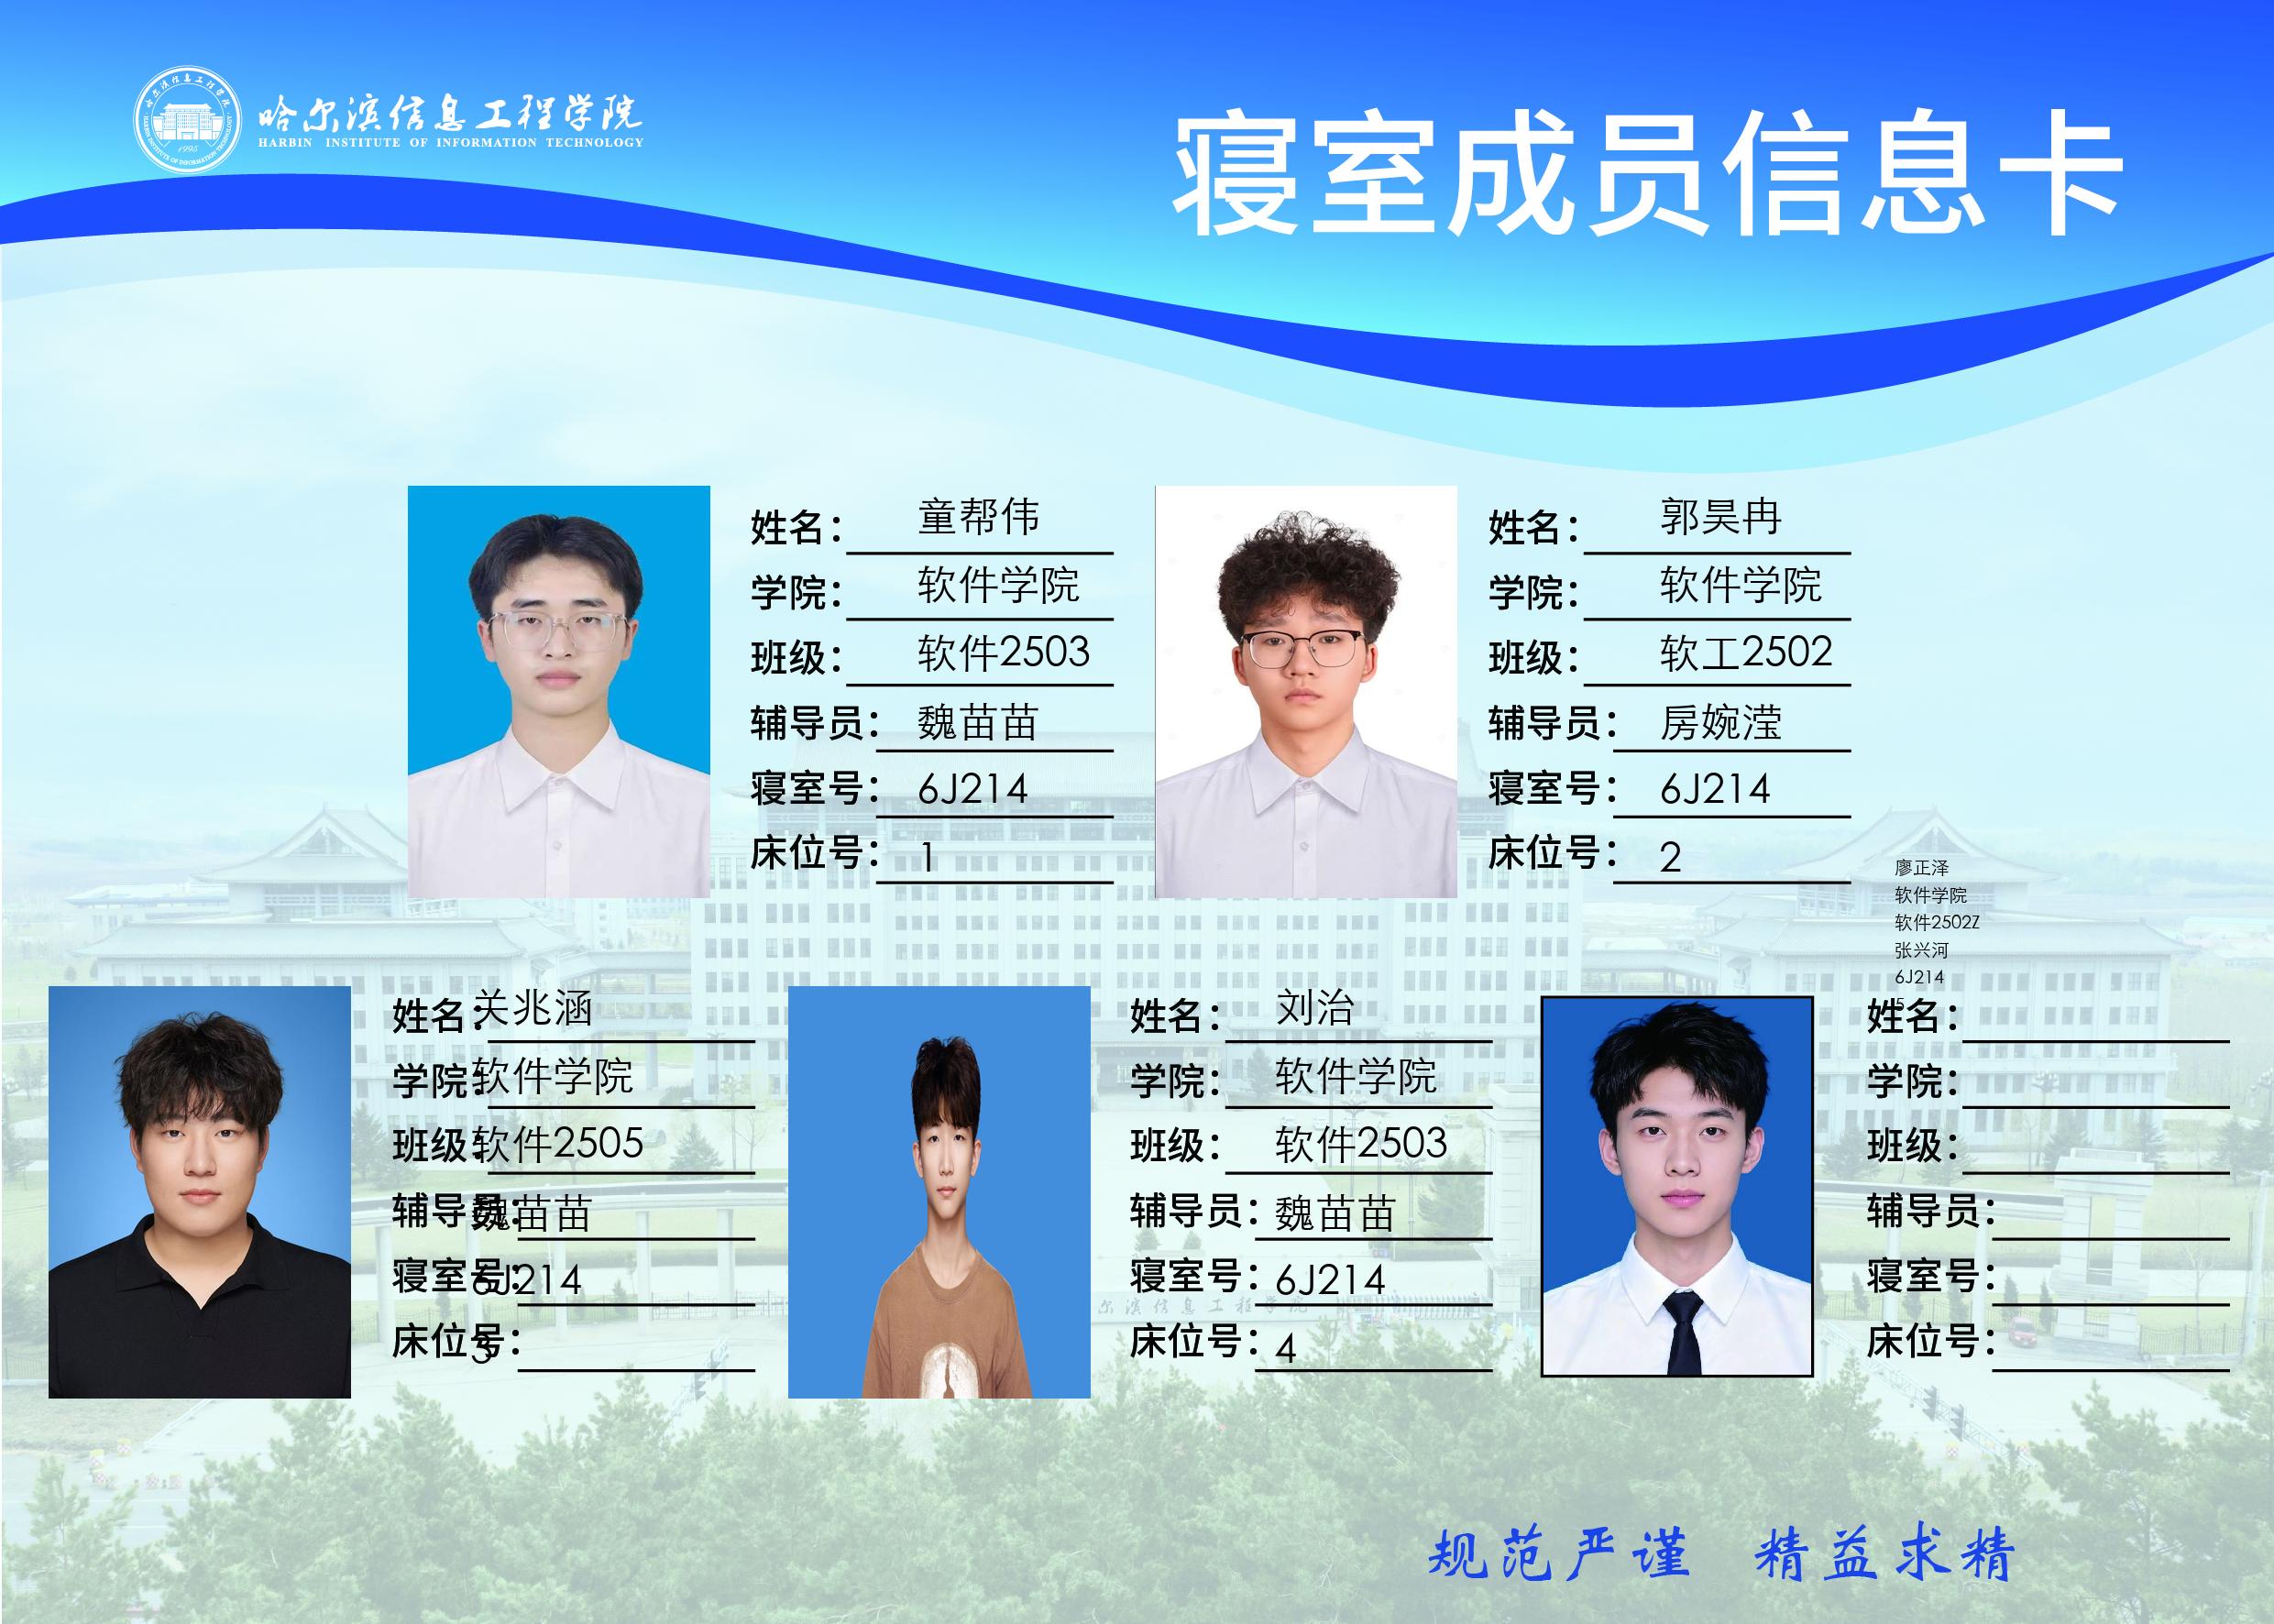 哈尔滨信息工程学院
HARBIN INSTITUTE OF INFORMATION TECHNOLOGY
1995
寝室成员信息卡
姓名：童帮伟
学院：软件学院
班级：软件2503
辅导员：魏苗苗
寝室号：6J214
床位号：1
姓名：郭昊冉
学院：软件学院
班级：软工2502
辅导员：房婉滢
寝室号：6J214
床位号：2
姓名：关兆涵
学院：软件学院
班级：软件2505
辅导员：魏苗苗
寝室号：6J214
床位号：3
姓名：刘治
学院：软件学院
班级：软件2503
辅导员：魏苗苗
寝室号：6J214
床位号：4
廖正泽
软件学院
软件2502Z
张兴河
6J214
5
姓名：
学院：
班级：
辅导员：
寝室号：
床位号：
规范严谨 精益求精